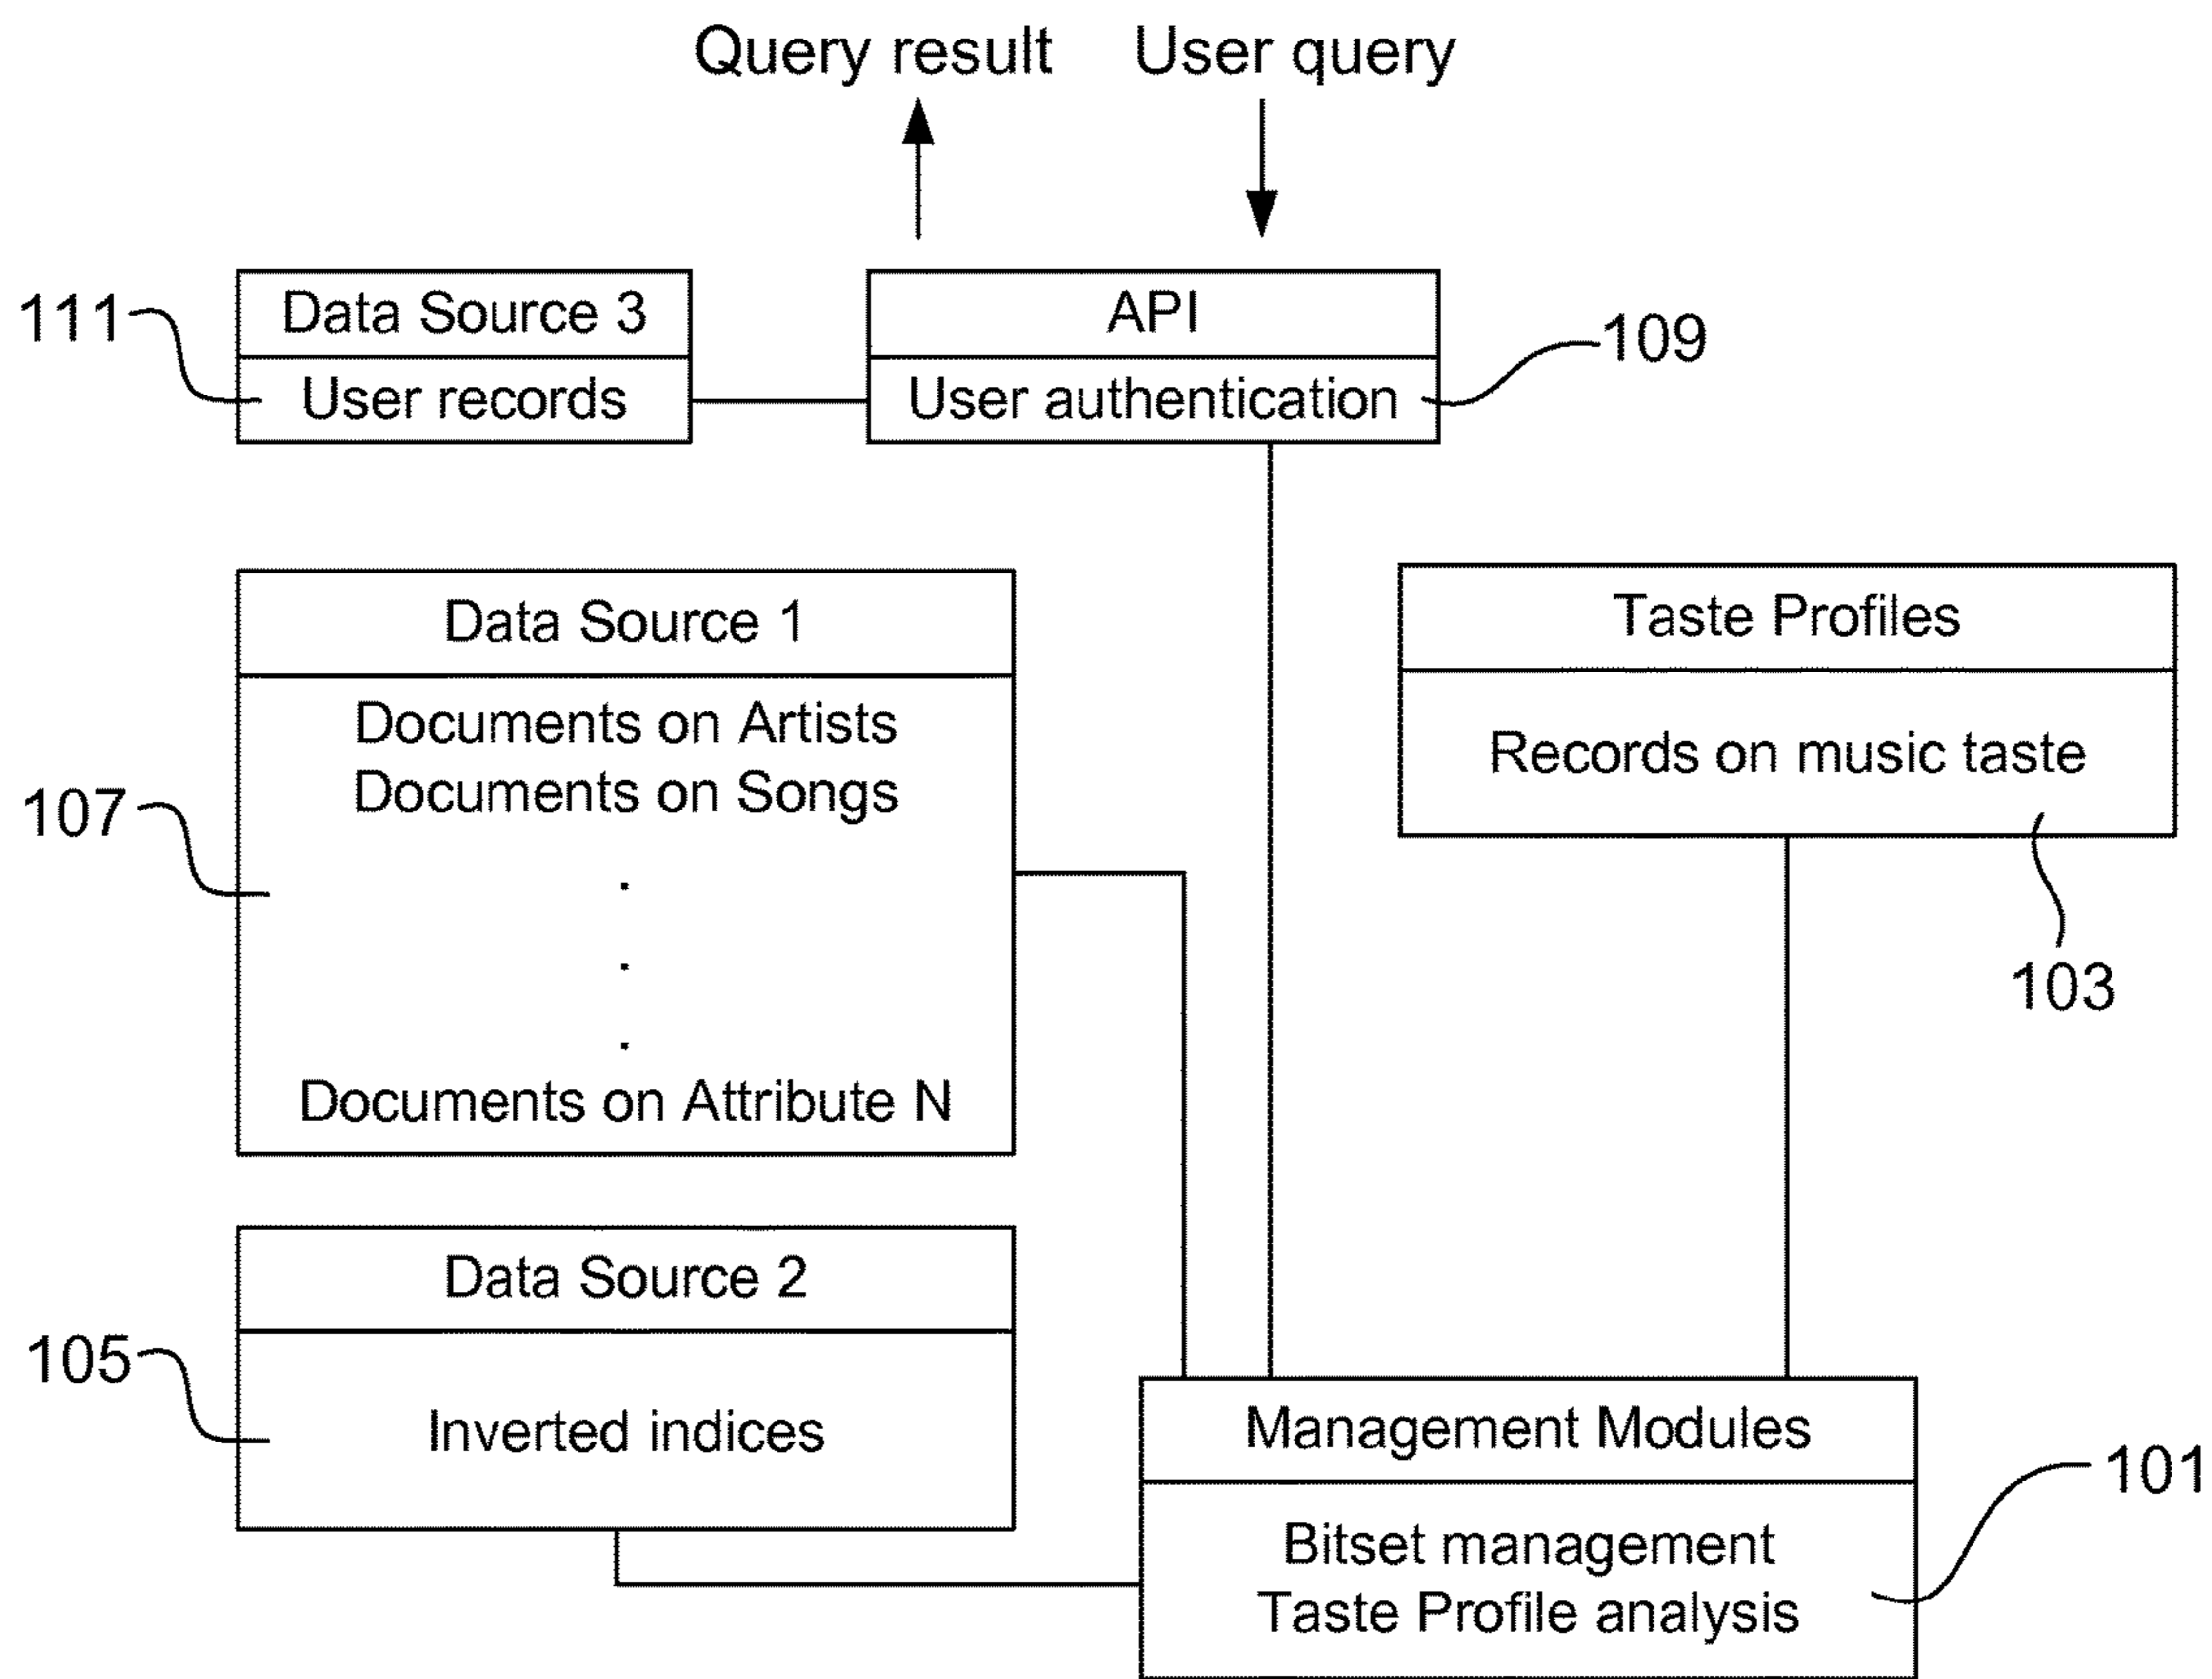 Query result
User query
111
Data Source 3
User records
API
User authentication
109
Data Source 1
Documents on Artists
Documents on Songs
.
.
.
Documents on Attribute N
107
Taste Profiles
Records on music taste
103
Data Source 2
Inverted indices
105
Management Modules
Bitset management
Taste Profile analysis
101